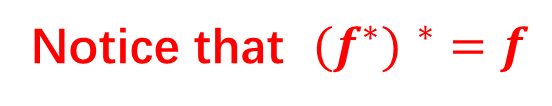 Notice that (f*) * = f